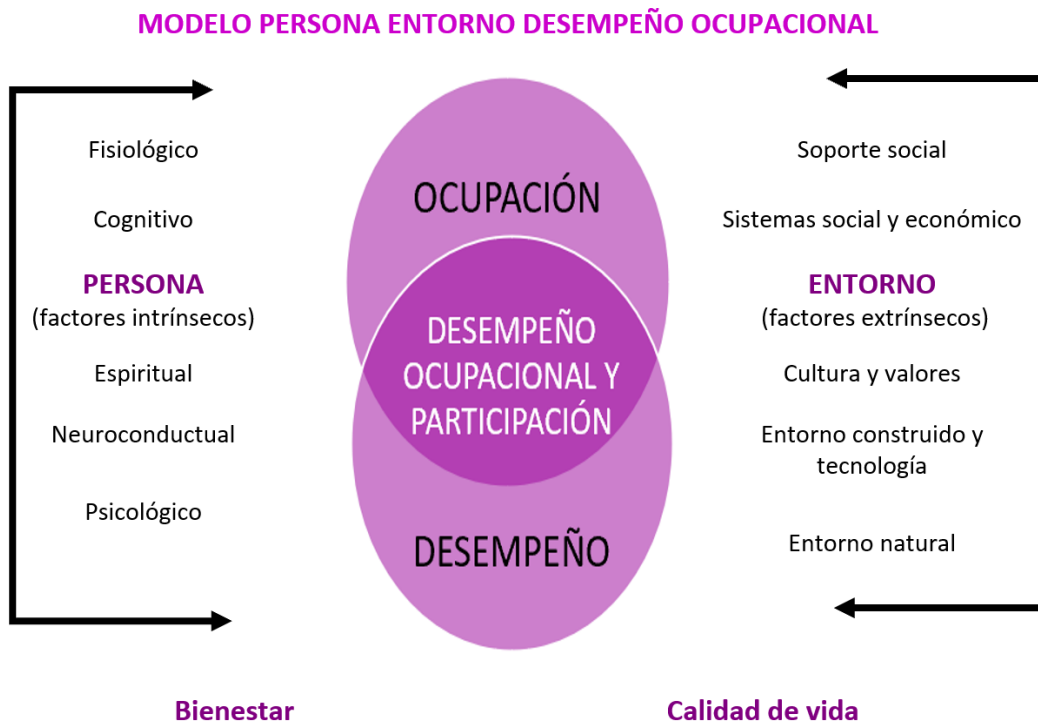 MODELO PERSONA ENTORNO DESEMPEÑO OCUPACIONAL
Fisiológico
Cognitivo
PERSONA
(factores intrínsecos)
Espiritual
Neuroconductual
Psicológico
OCUPACIÓN
DESEMPEÑO
OCUPACIONAL Y
PARTICIPACIÓN
DESEMPEÑO
Soporte social
Sistemas social y económico
ENTORNO
(factores extrínsecos)
Cultura y valores
Entorno construido y
tecnología
Entorno natural
Bienestar
Calidad de vida